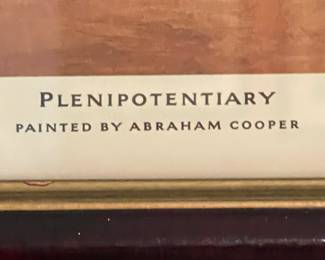 PLENIPOTENTIARY
PAINTED BY ABRAHAM COOPER